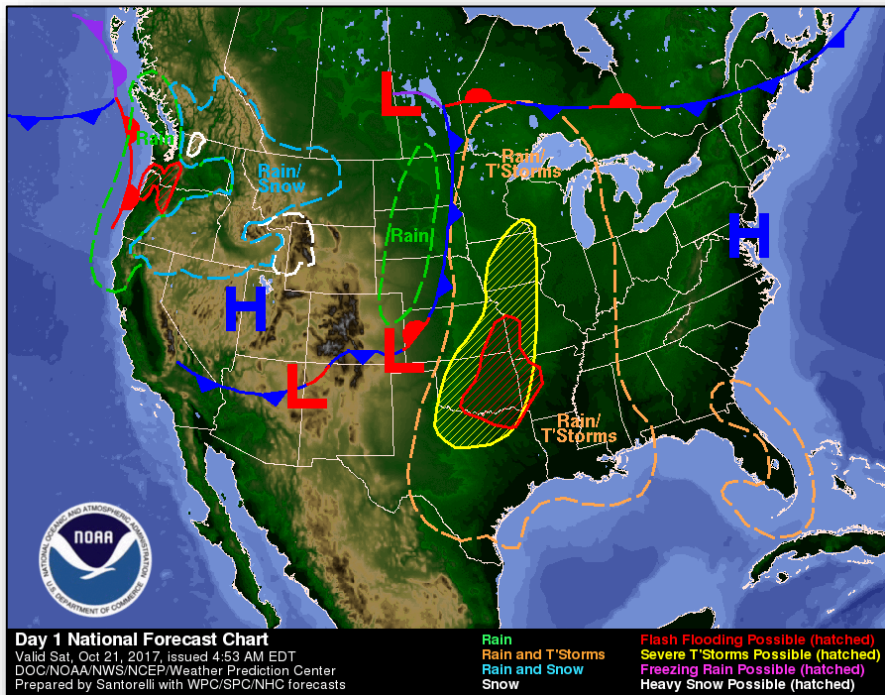 L
Rain
Rain/
Snow
Rain/
T'Storms
Rain
H
H
L
L
Rain/
T'Storms
NATIONAL OCEANIC AND ATMOSPHERIC ADMINISTRATION
NOAA
U.S. DEPARTMENT OF COMMERCE
Day 1 National Forecast Chart
Valid Sat, Oct 21, 2017, issued 4:53 AM EDT
DOC/NOAA/NWS/NCEP/Weather Prediction Center
Prepared by Santorelli with WPC/SPC/NHC forecasts
Rain
Rain and T'Storms
Rain and Snow
Snow
Flash Flooding Possible (hatched)
Severe T'Storms Possible (hatched)
Freezing Rain Possible (hatched)
Heavy Snow Possible (hatched)